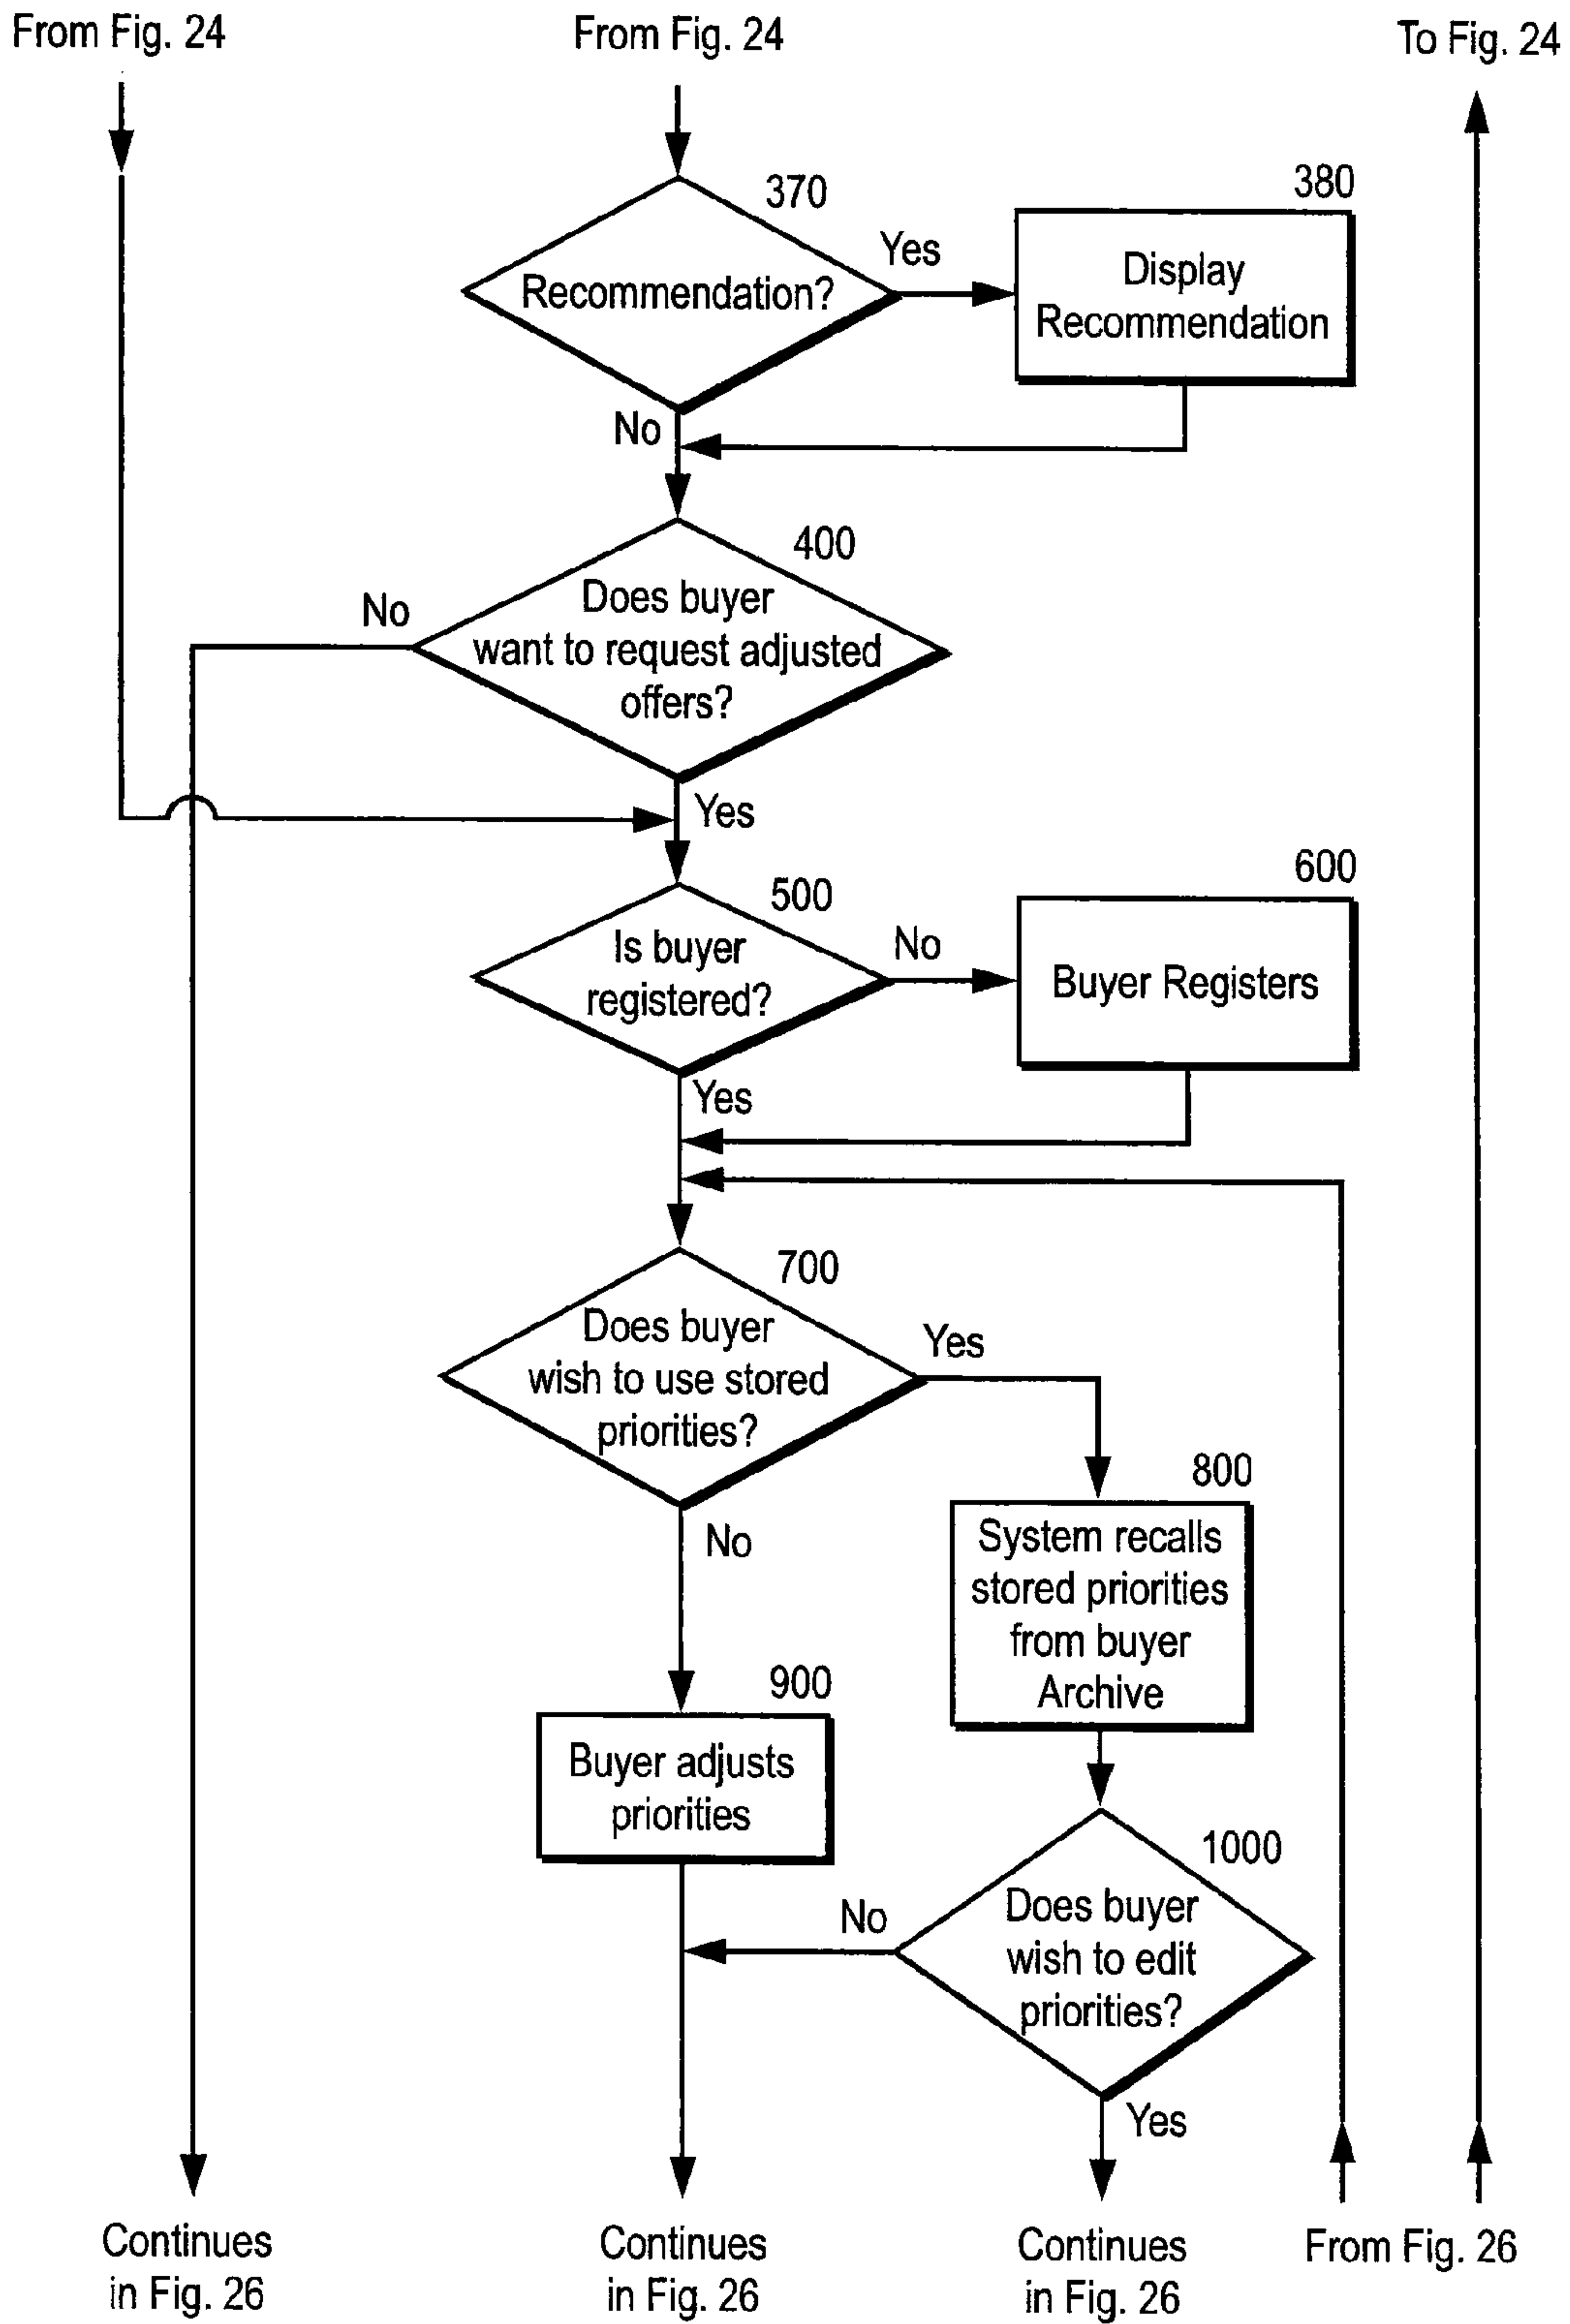 From Fig. 24
From Fig. 24
To Fig. 24
370
380
Recommendation?
Yes
Display
Recommendation
No
400
Does buyer
want to request adjusted
offers?
No
Yes
500
600
Is buyer
registered?
No
Buyer Registers
Yes
700
Does buyer
wish to use stored
priorities?
Yes
800
System recalls
stored priorities
from buyer
Archive
No
900
Buyer adjusts
priorities
1000
Does buyer
wish to edit
priorities?
No
Yes
Continues
in Fig. 26
Continues
in Fig. 26
Continues
in Fig. 26
From Fig. 26